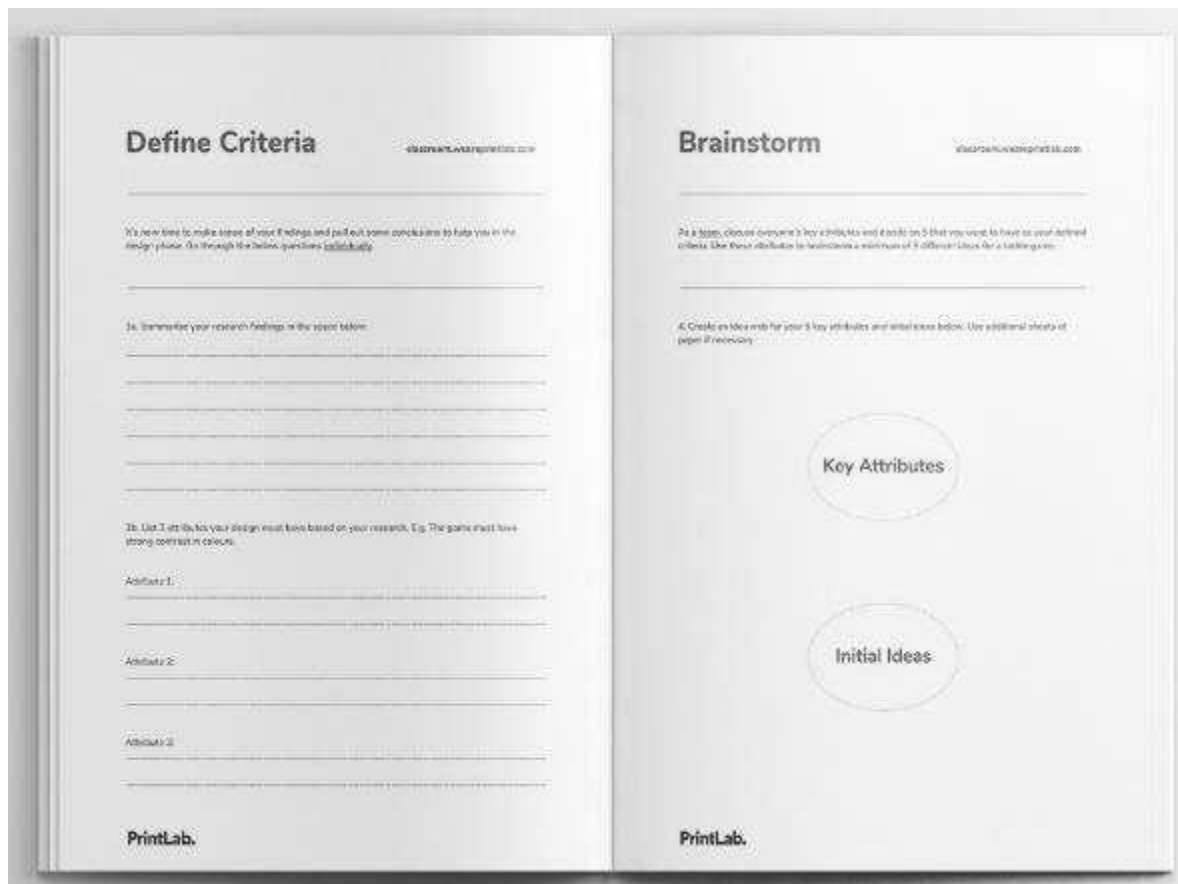 Define Criteria
classroom.weareprintlab.com
It's now time to make sense of your findings and pull out some conclusions to help you in the
design phase. Go through the below questions individually.
3a. Summarise your research findings in the space below.
3b. List 3 attributes your design must have based on your research. E.g. The game must have
strong contrast in colours.
Attribute 1:
Attribute 2:
Attribute 3:
PrintLab.
Brainstorm
classroom.weareprintlab.com
As a team, discuss everyone's key attributes and decide on 5 that you want to have as your defined
criteria. Use these attributes to brainstorm a minimum of different ideas for a
4. Create an idea web for your 5 key attributes and initial ideas below. Use additional sheets of
paper if necessary.
Key Attributes
Initial Ideas
PrintLab.